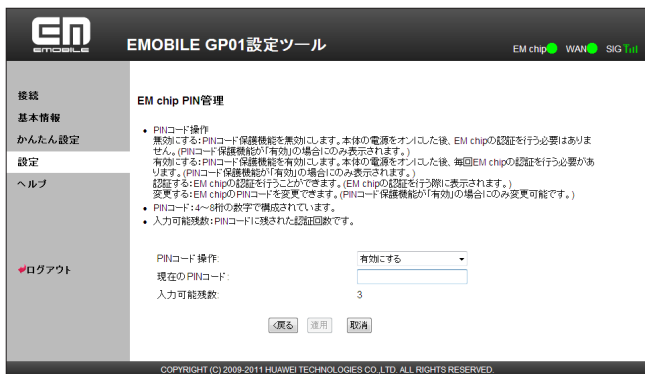 EM
EMOBILE
EMOBILE GP01設定ツール
EM chip WAN SIG
接続
基本情報
かんたん設定
設定
ヘルプ
ログアウト
EM chip PIN管理
• PINコード操作
無効にする:PINコード保護機能を無効にします。本体の電源をオンにした後、EM chipの認証を行う必要はありま
せん。(PINコード保護機能が「有効」の場合にのみ表示されます。)
有効にする:PINコード保護機能を有効にします。本体の電源をオンにした後、毎回EM chipの認証を行う必要があ
ります。(PINコード保護機能が「有効」の場合にのみ表示されます。)
認証する:EM chipの認証を行うことができます。(EM chipの認証を行う際に表示されます。)
変更する:EM chipのPINコードを変更できます。(PINコード保護機能が「有効」の場合にのみ変更可能です。)
• PINコード:4~8桁の数字で構成されています。
• 入力可能残数:PINコードに残された認証回数です。
PINコード操作: 有効にする
現在のPINコード:
入力可能残数: 3
<戻る 適用 取消
COPYRIGHT (C) 2009-2011 HUAWEI TECHNOLOGIES CO.,LTD. ALL RIGHTS RESERVED.